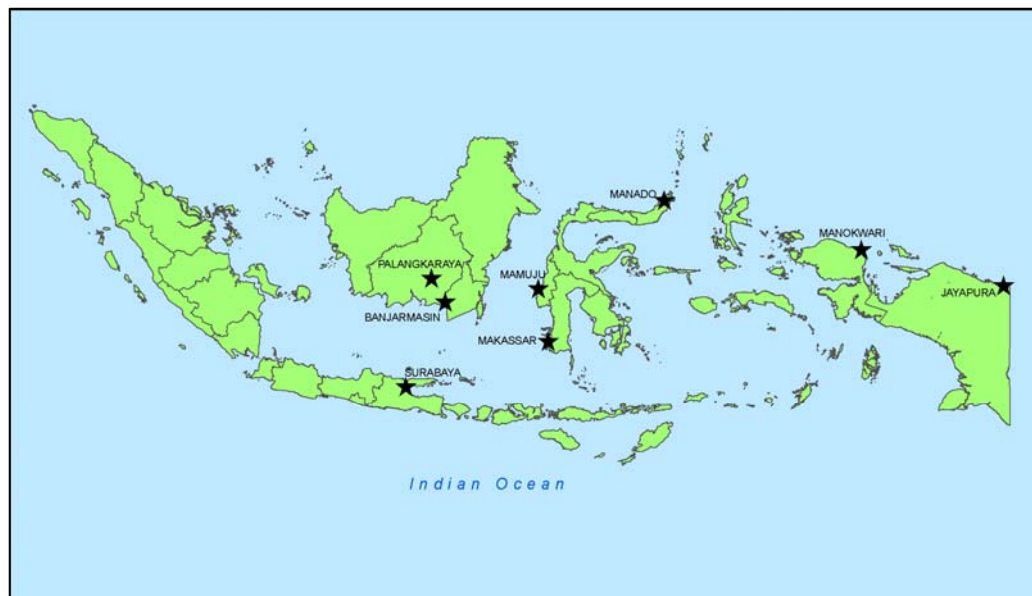 MANADO
MANOKWARI
PALANGKARAYA
MAMUJU
JAYAPURA
BANJARMASIN
MAKASSAR
SURABAYA
Indian Ocean